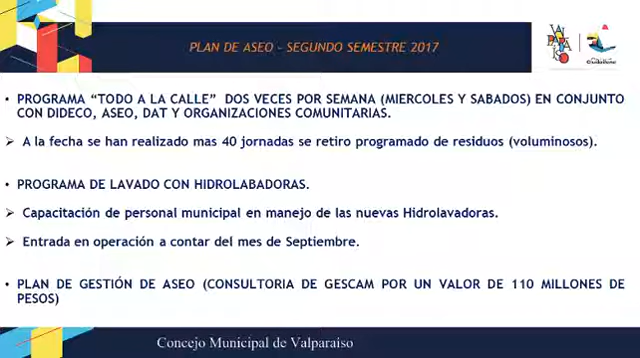 PLAN DE ASEO – SEGUNDO SEMESTRE 2017
VALPARAISO
• PROGRAMA “TODO A LA CALLE” DOS VECES POR SEMANA (MIERCOLES Y SABADOS) EN CONJUNTO
CON DIDECO, ASEO, DAT Y ORGANIZACIONES COMUNITARIAS.
➢ A la fecha se han realizado mas 40 jornadas se retiro programado de residuos (voluminosos).
• PROGRAMA DE LAVADO CON HIDROLABADORAS.
➢ Capacitación de personal municipal en manejo de las nuevas Hidrolavadoras.
➢ Entrada en operación a contar del mes de Septiembre.
• PLAN DE GESTIÓN DE ASEO (CONSULTORIA DE GESCAM POR UN VALOR DE 110 MILLONES DE
PESOS)
Concejo Municipal de Valparaíso